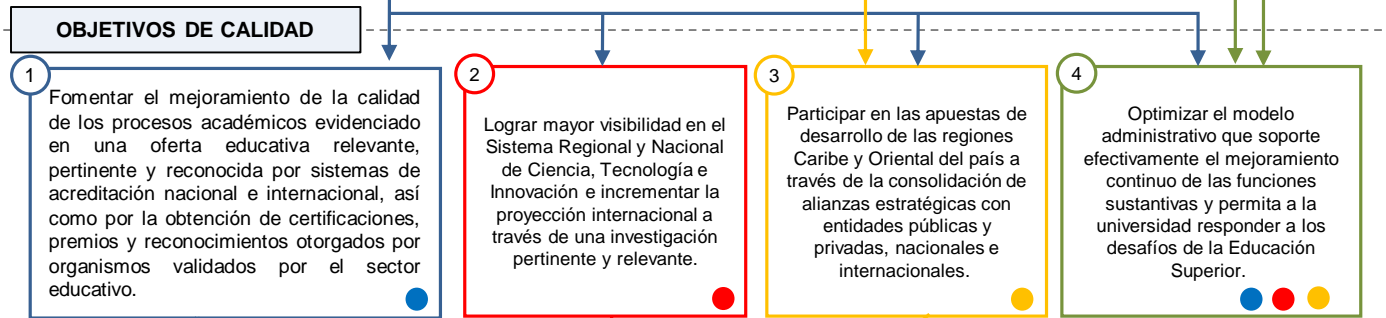 OBJETIVOS DE CALIDAD
1
Fomentar el mejoramiento de la calidad
de los procesos académicos evidenciado
en una oferta educativa relevante,
pertinente y reconocida por sistemas de
acreditación nacional e internacional, así
como por la obtención de certificaciones,
premios y reconocimientos otorgados por
organismos validados por el sector
educativo.
2
Lograr mayor visibilidad en el
Sistema Regional y Nacional
de Ciencia, Tecnología e
Innovación e incrementar la
proyección internacional a
través de una investigación
pertinente y relevante.
3
Participar en las apuestas de
desarrollo de las regiones
Caribe y Oriental del país a
través de la consolidación de
alianzas estratégicas con
entidades públicas y
privadas, nacionales e
internacionales.
4
Optimizar el modelo
administrativo que soporte
efectivamente el mejoramiento
continuo de las funciones
sustantivas y permita a la
universidad responder a los
desafíos de la Educación
Superior.